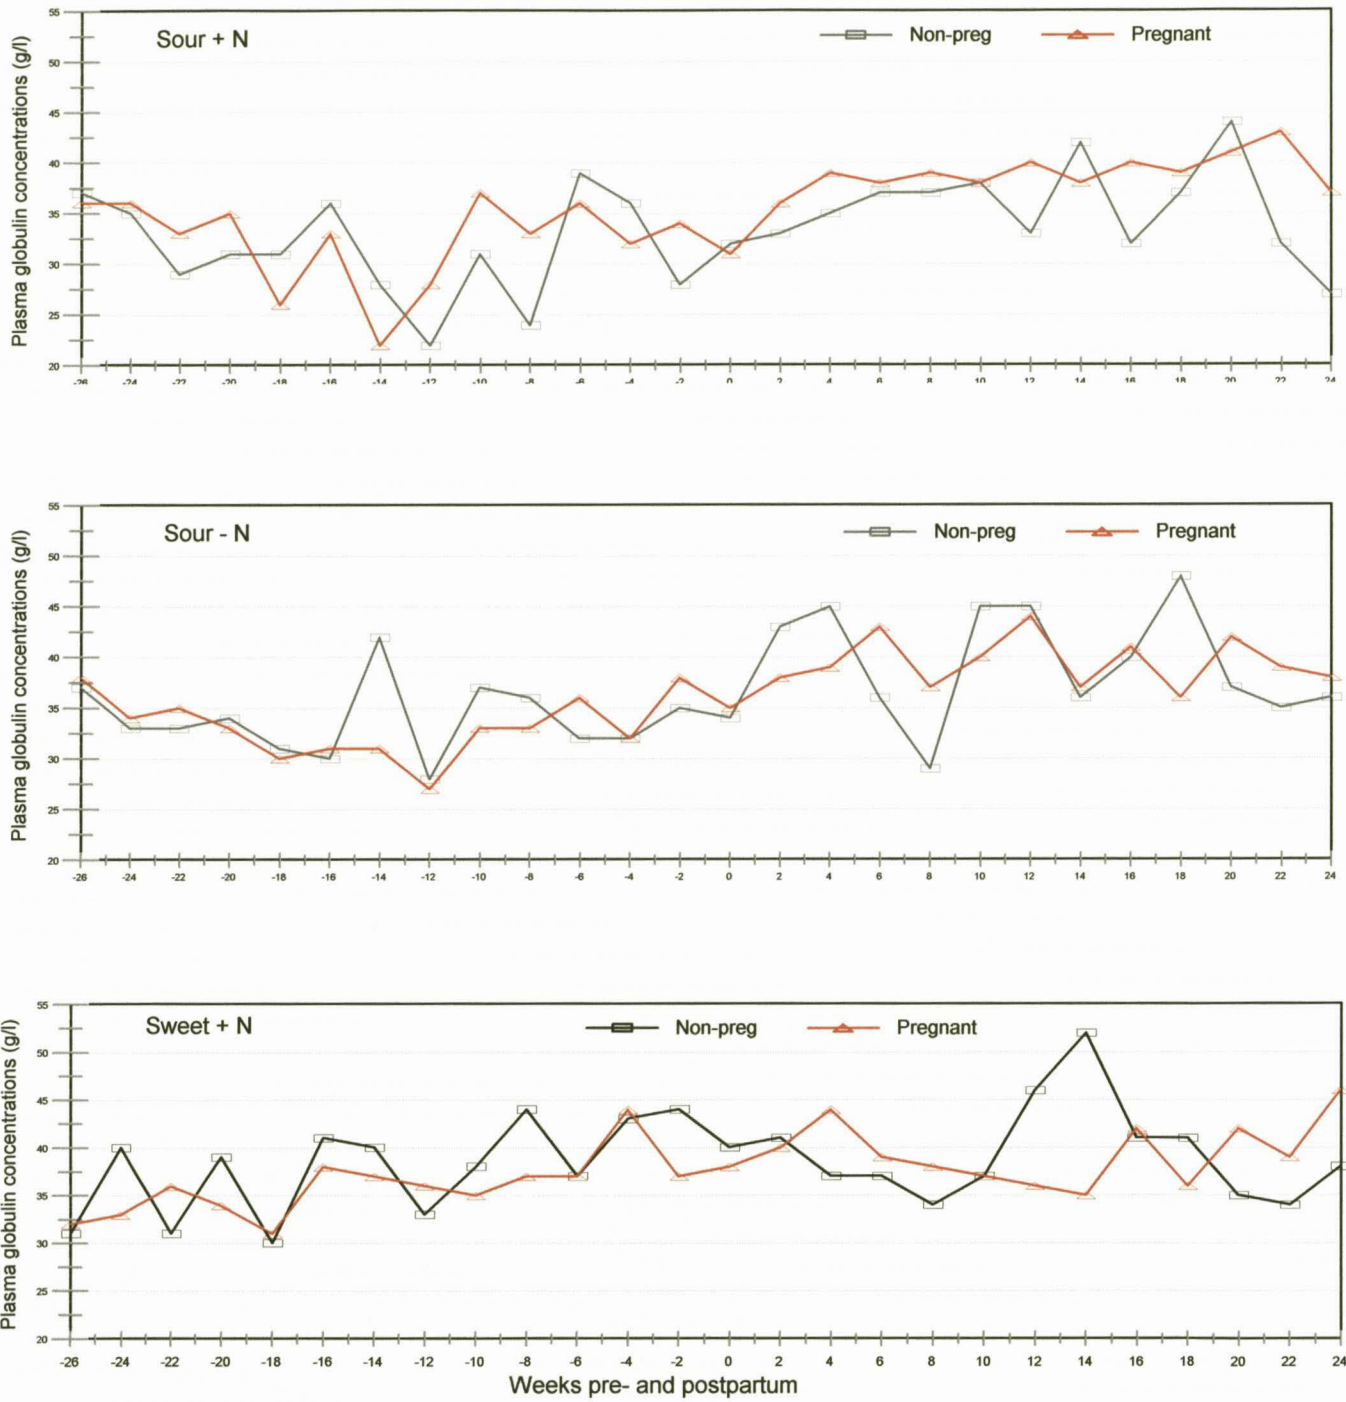 Sour + N
Non-preg
Pregnant
Plasma globulin concentrations (g/l)
55
50
45
40
35
30
25
20
-26 -24 -22 -20 -18 -16 -14 -12 -10 -8 -6 -4 -2 0 2 4 6 8 10 12 14 16 18 20 22 24
Sour - N
Non-preg
Pregnant
Plasma globulin concentrations (g/l)
55
50
45
40
35
30
25
20
-26 -24 -22 -20 -18 -16 -14 -12 -10 -8 -6 -4 -2 0 2 4 6 8 10 12 14 16 18 20 22 24
Sweet + N
Non-preg
Pregnant
Plasma globulin concentrations (g/l)
55
50
45
40
35
30
25
20
-26 -24 -22 -20 -18 -16 -14 -12 -10 -8 -6 -4 -2 0 2 4 6 8 10 12 14 16 18 20 22 24
Weeks pre- and postpartum